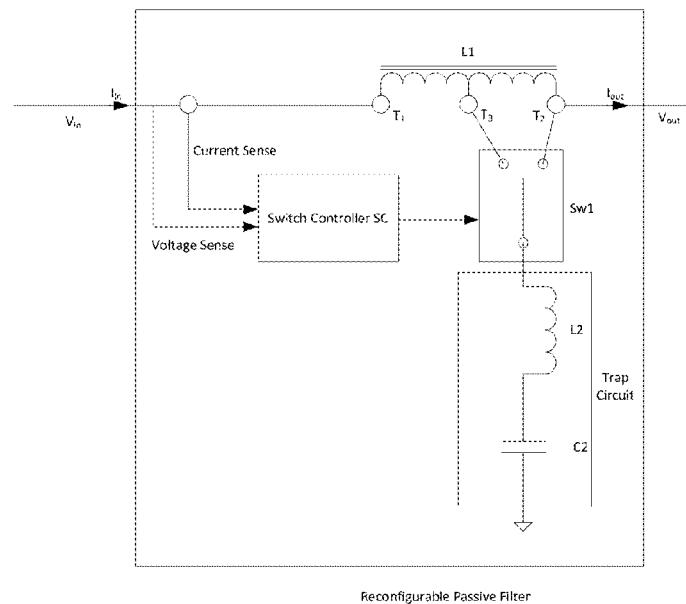 L1
Iin
Iout
Vin
T1
T3
T2
Vout
Current Sense
Switch Controller SC
Sw1
Voltage Sense
L2
Trap
Circuit
C2
Reconfigurable Passive Filter